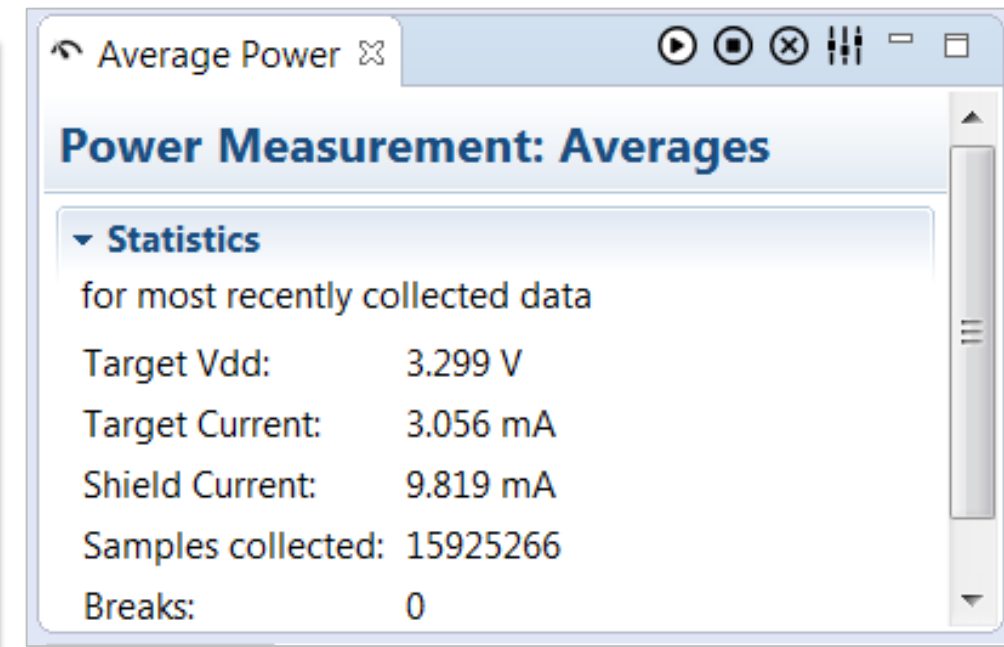 Average Power
Power Measurement: Averages
Statistics
for most recently collected data
Target Vdd: 3.299 V
Target Current: 3.056 mA
Shield Current: 9.819 mA
Samples collected: 15925266
Breaks: 0